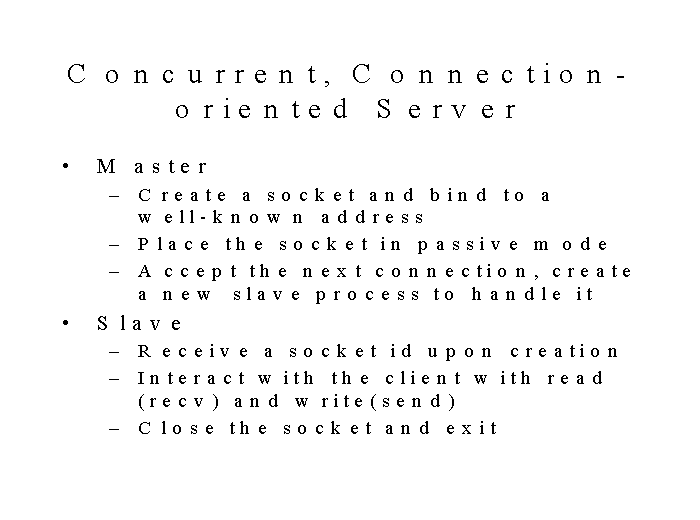 Concurrent, Connection-
oriented Server
• Master
– Create a socket and bind to a
well-known address
– Place the socket in passive mode
– Accept the next connection, create
a new slave process to handle it
• Slave
– Receive a socket id upon creation
– Interact with the client with read
(recv) and write(send)
– Close the socket and exit